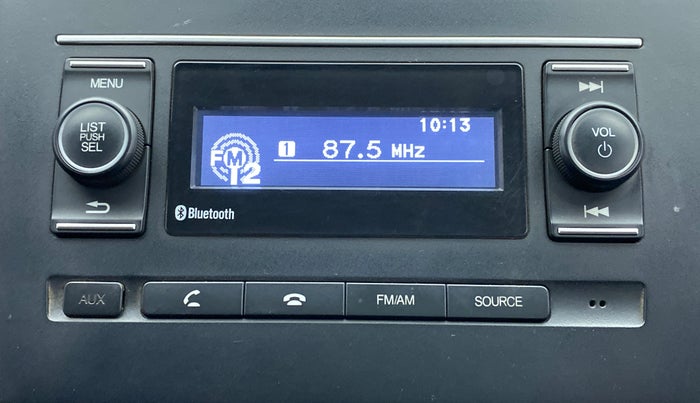 MENU
LIST
PUSH
SEL
10:13
FM
12
1 87.5 MHz
Bluetooth
VOL
AUX
FM/AM
SOURCE